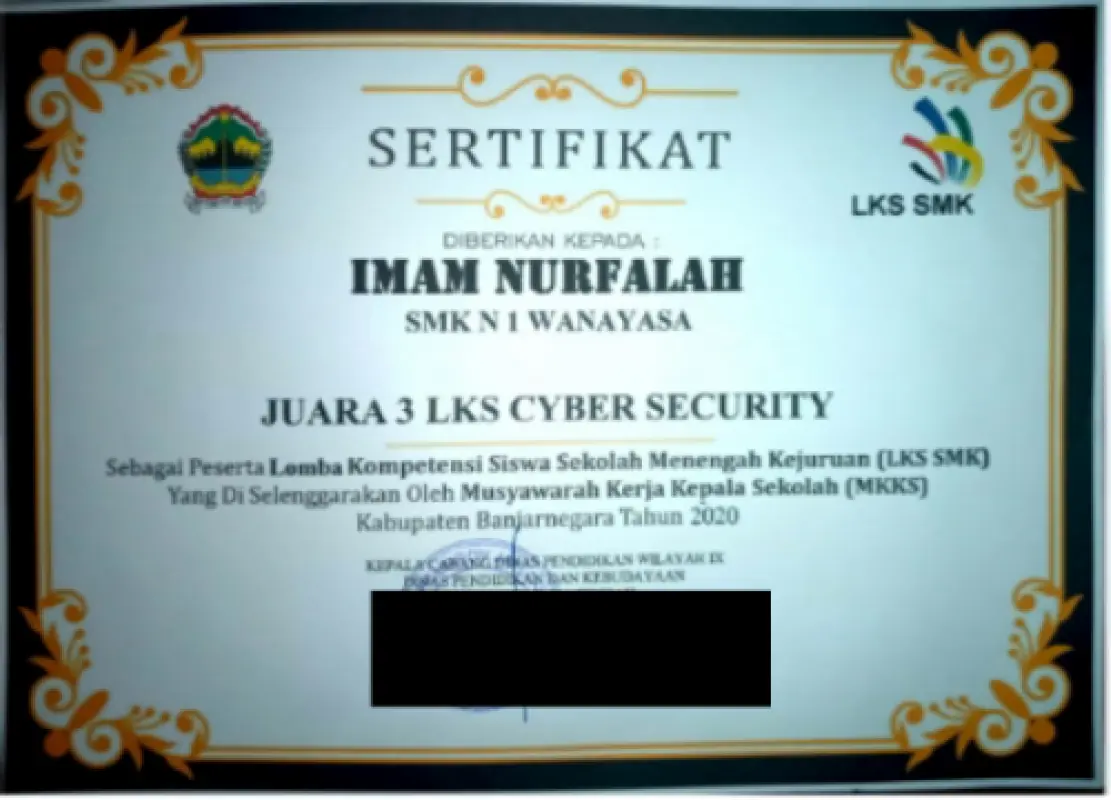 SERTIFIKAT
LKS SMK
DIBERIKAN KEPADA :
IMAM NURFALAH
SMK N 1 WANAYASA
JUARA 3 LKS CYBER SECURITY
Sebagai Peserta Lomba Kompetensi Siswa Sekolah Menengah Kejuruan (LKS SMK)
Yang Di Selenggarakan Oleh Musyawarah Kerja Kepala Sekolah (MKKS)
Kabupaten Banjarnegara Tahun 2020
KEPALA CABANG DINAS PENDIDIKAN WILAYAH IX
DINAS PENDIDIKAN DAN KEBUDAYAAN